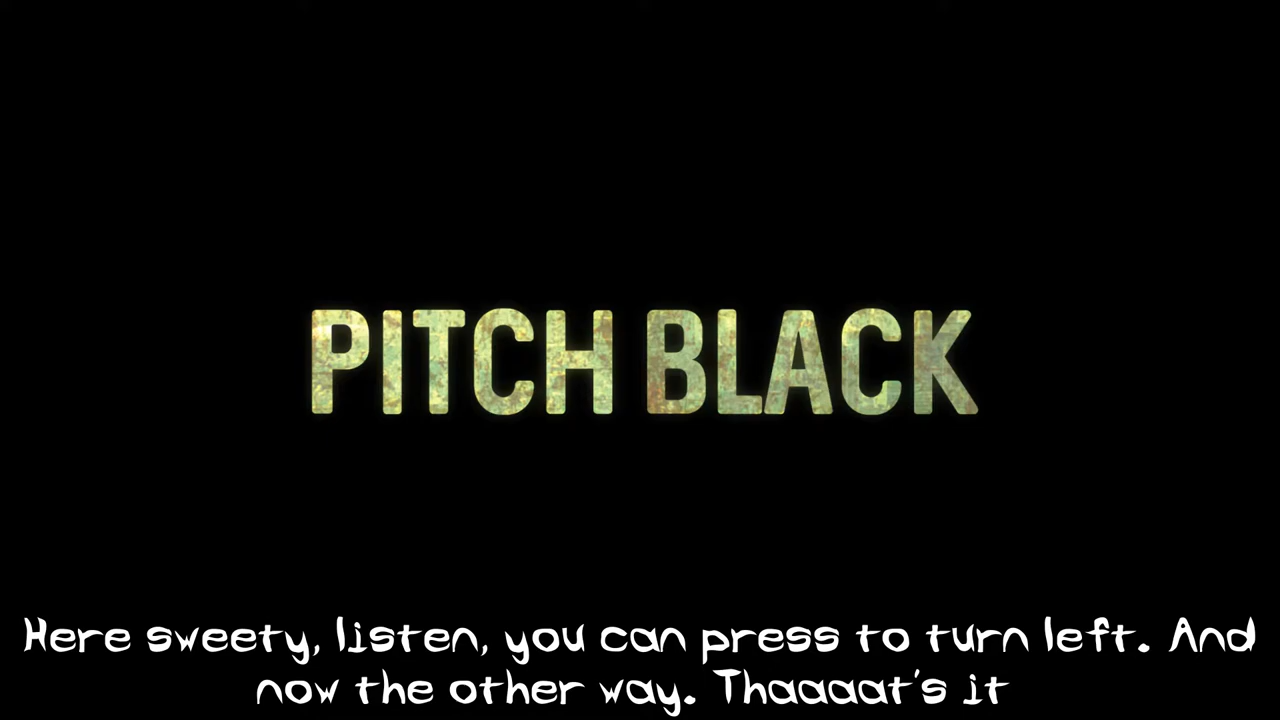 PITCH BLACK
Here sweety, listen, you can press to turn left. And
now the other way. Thaaaat's it